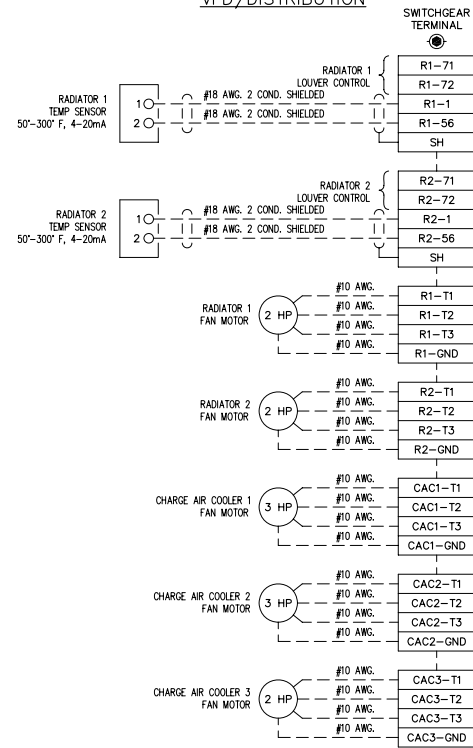 VFD/DISTRIBUTION
SWITCHGEAR
TERMINAL
RADIATOR 1
LOUVER CONTROL
R1-71
R1-72
RADIATOR 1
TEMP SENSOR
50°-300° F, 4-20mA
1
2
#18 AWG. 2 COND. SHIELDED
#18 AWG. 2 COND. SHIELDED
R1-1
R1-56
SH
RADIATOR 2
LOUVER CONTROL
R2-71
R2-72
RADIATOR 2
TEMP SENSOR
50°-300° F, 4-20mA
1
2
#18 AWG. 2 COND. SHIELDED
#18 AWG. 2 COND. SHIELDED
R2-1
R2-56
SH
RADIATOR 1
FAN MOTOR
2 HP
#10 AWG.
#10 AWG.
#10 AWG.
#10 AWG.
R1-T1
R1-T2
R1-T3
R1-GND
RADIATOR 2
FAN MOTOR
2 HP
#10 AWG.
#10 AWG.
#10 AWG.
#10 AWG.
R2-T1
R2-T2
R2-T3
R2-GND
CHARGE AIR COOLER 1
FAN MOTOR
3 HP
#10 AWG.
#10 AWG.
#10 AWG.
#10 AWG.
CAC1-T1
CAC1-T2
CAC1-T3
CAC1-GND
CHARGE AIR COOLER 2
FAN MOTOR
3 HP
#10 AWG.
#10 AWG.
#10 AWG.
#10 AWG.
CAC2-T1
CAC2-T2
CAC2-T3
CAC2-GND
CHARGE AIR COOLER 3
FAN MOTOR
2 HP
#10 AWG.
#10 AWG.
#10 AWG.
#10 AWG.
CAC3-T1
CAC3-T2
CAC3-T3
CAC3-GND